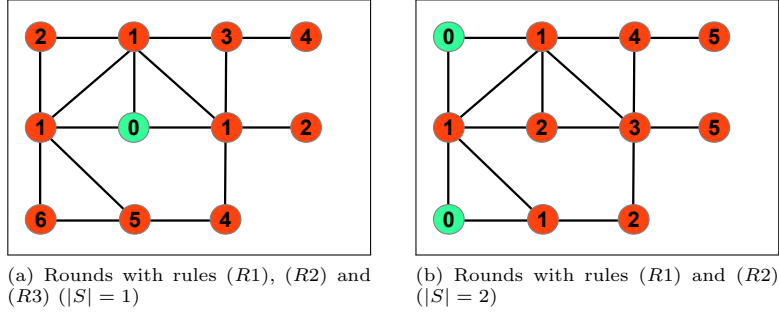 2 1 3 4
1 0 1 2
6 5 4
(a) Rounds with rules (R1), (R2) and
(R3) (|S| = 1)
0 1 4 5
1 2 3 5
0 1 2
(b) Rounds with rules (R1) and (R2)
(|S| = 2)